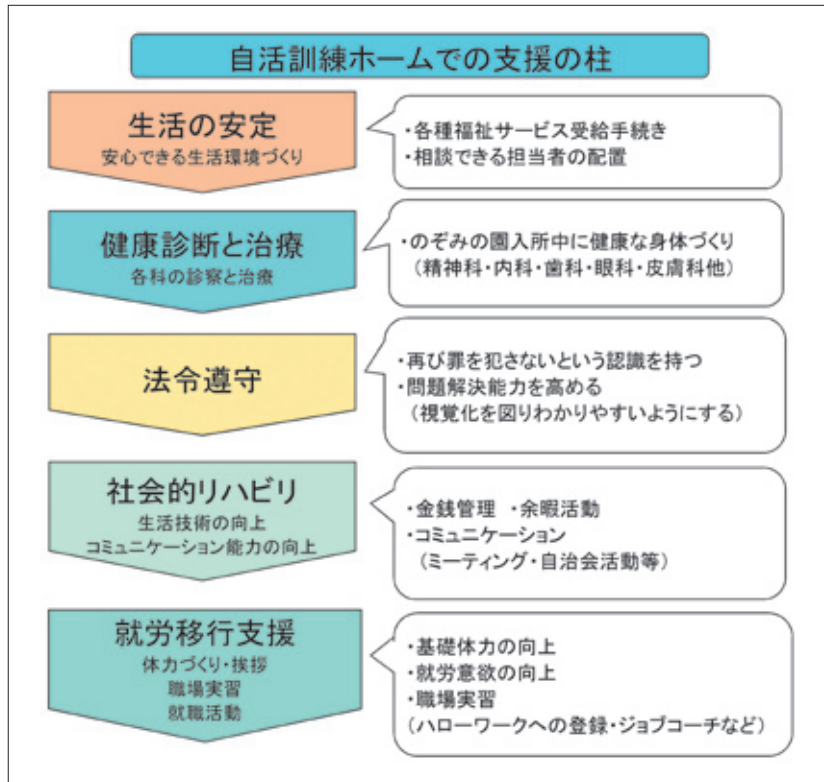 自活訓練ホームでの支援の柱
生活の安定
安心できる生活環境づくり
・各種福祉サービス受給手続き
・相談できる担当者の配置
健康診断と治療
各科の診察と治療
・のぞみの園入所中に健康な身体づくり
(精神科・内科・歯科・眼科・皮膚科他)
法令遵守
・再び罪を犯さないという認識を持つ
・問題解決能力を高める
(視覚化を図りわかりやすいようにする)
社会的リハビリ
生活技術の向上
コミュニケーション能力の向上
・金銭管理 ・余暇活動
・コミュニケーション
(ミーティング・自治会活動等)
就労移行支援
体力づくり・挨拶
職場実習
就職活動
・基礎体力の向上
・就労意欲の向上
・職場実習
(ハローワークへの登録・ジョブコーチなど)